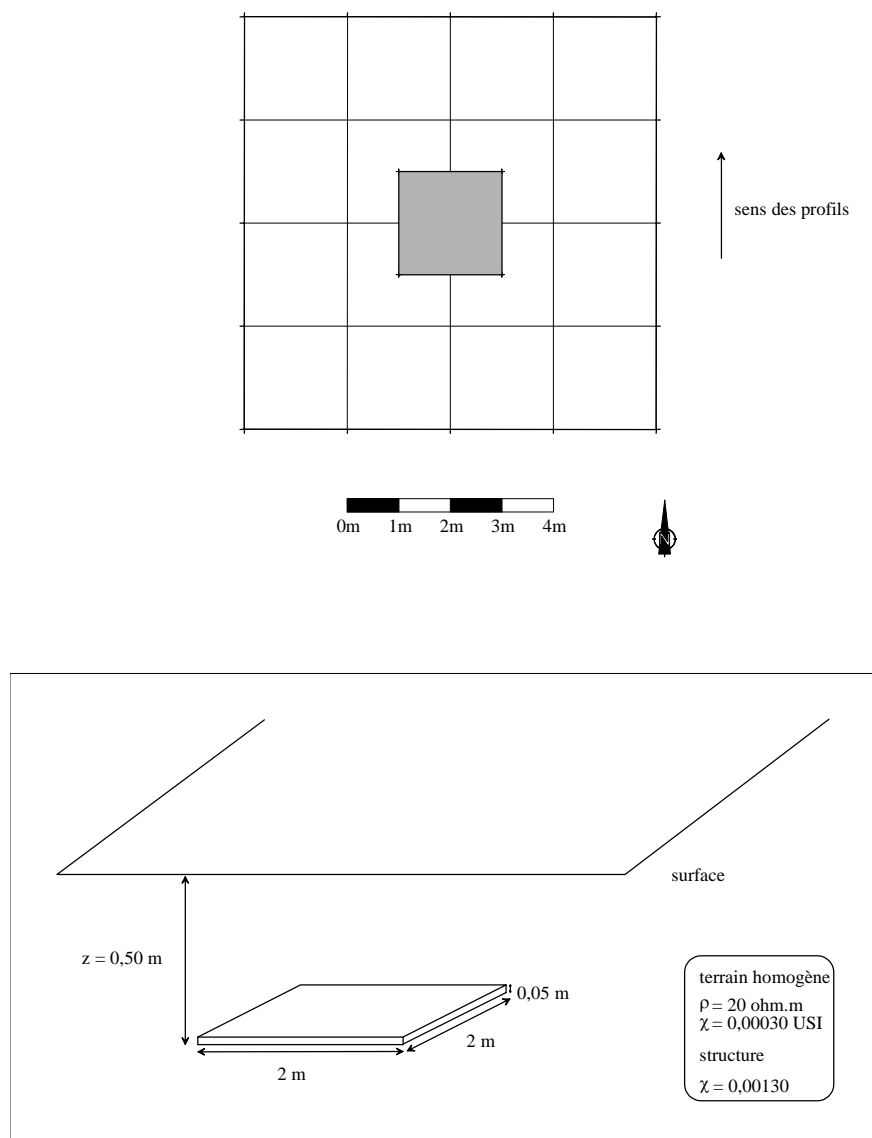 sens des profils
0m 1m 2m 3m 4m
N
surface
z = 0,50 m
0,05 m
2 m
2 m
terrain homogène
ρ = 20 ohm.m
χ = 0,00030 USI
structure
χ = 0,00130